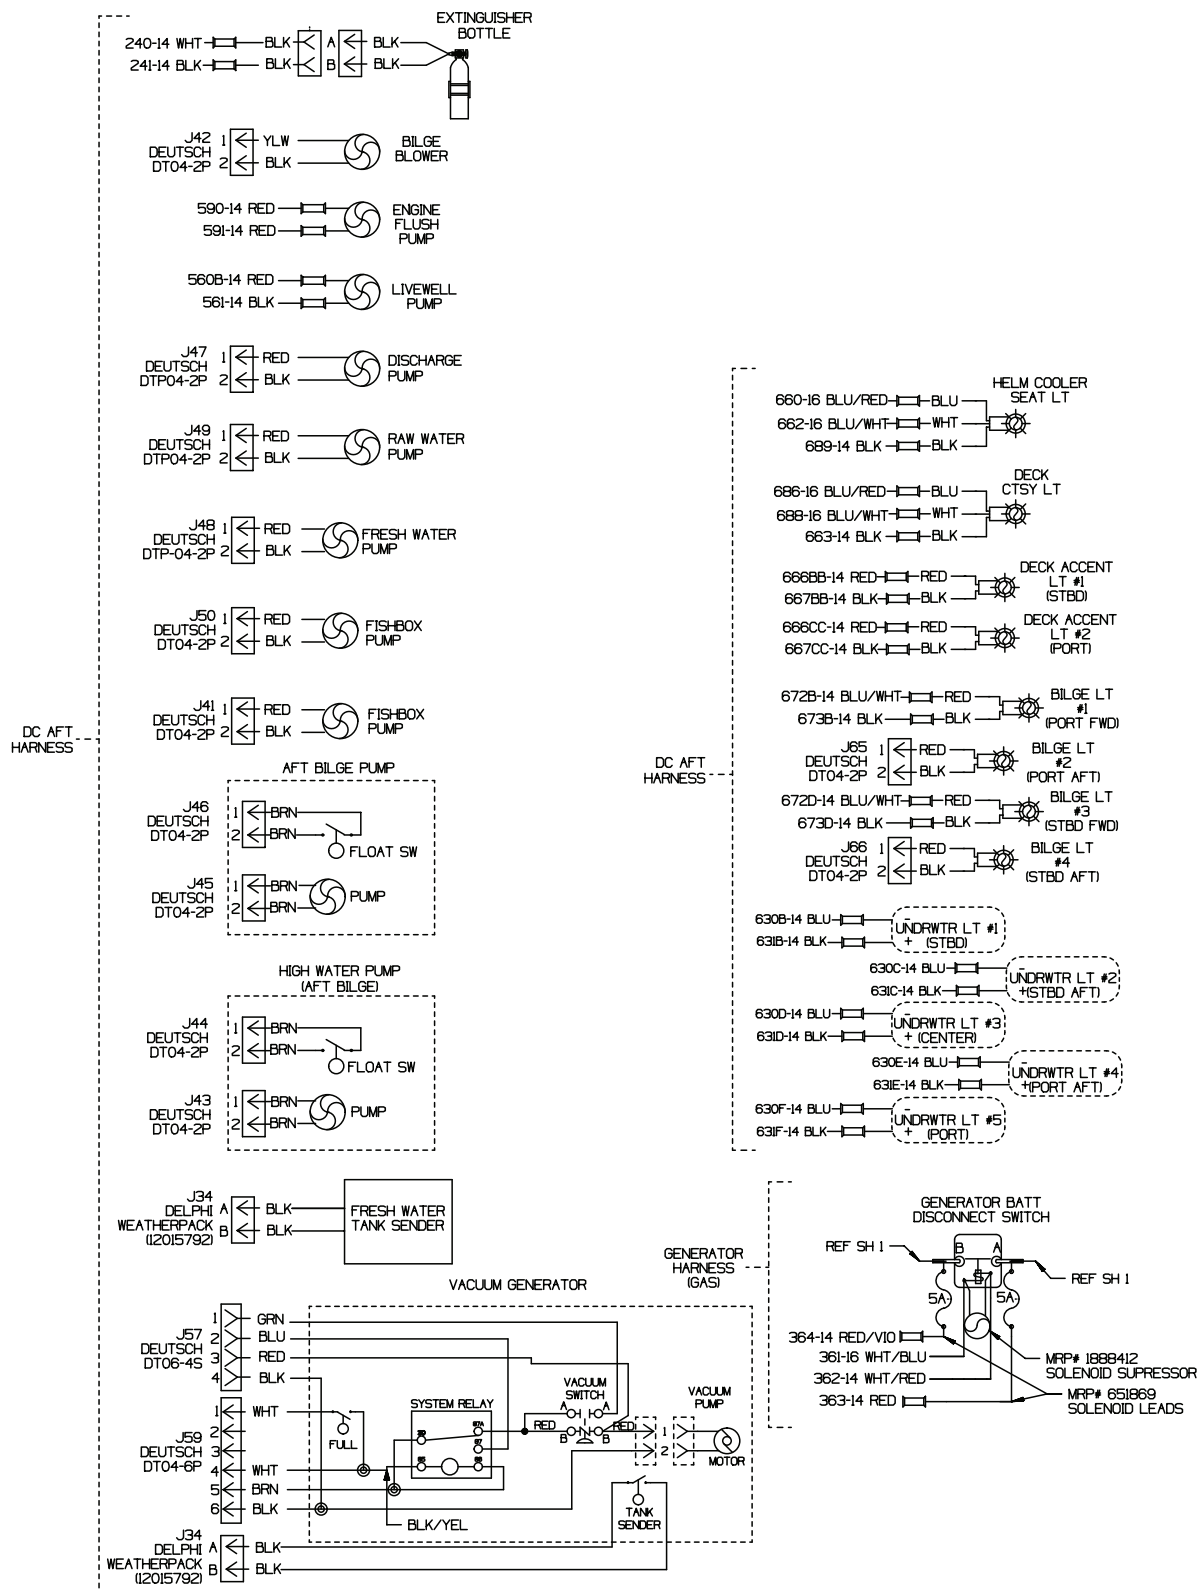 EXTINGUISHER
BOTTLE
240-14 WHT
BLK
A
BLK
241-14 BLK
BLK
B
BLK
J42
DEUTSCH
DT04-2P
1
YLW
2
BLK
BILGE
BLOWER
590-14 RED
591-14 RED
ENGINE
FLUSH
PUMP
560B-14 RED
561-14 BLK
LIVEWELL
PUMP
J47
DEUTSCH
DTP04-2P
1
RED
2
BLK
DISCHARGE
PUMP
J49
DEUTSCH
DTP04-2P
1
RED
2
BLK
RAW WATER
PUMP
J48
DEUTSCH
DTP-04-2P
1
RED
2
BLK
FRESH WATER
PUMP
J50
DEUTSCH
DT04-2P
1
RED
2
BLK
FISHBOX
PUMP
J41
DEUTSCH
DT04-2P
1
RED
2
BLK
FISHBOX
PUMP
DC AFT
HARNESS
AFT BILGE PUMP
J46
DEUTSCH
DT04-2P
1
BRN
2
BRN
FLOAT SW
J45
DEUTSCH
DT04-2P
1
BRN
2
BRN
PUMP
HIGH WATER PUMP
(AFT BILGE)
J44
DEUTSCH
DT04-2P
1
BRN
2
BRN
FLOAT SW
J43
DEUTSCH
DT04-2P
1
BRN
2
BRN
PUMP
J34
DELPHI
WEATHERPACK
(12015792)
A
BLK
B
BLK
FRESH WATER
TANK SENDER
VACUUM GENERATOR
J57
DEUTSCH
DT06-4S
1
GRN
2
BLU
3
RED
4
BLK
J59
DEUTSCH
DT04-6P
1
WHT
2
3
4
WHT
5
BRN
6
BLK
FULL
SYSTEM RELAY
30
87A
87
85
86
VACUUM
SWITCH
A
A
RED
B
B
RED
1
2
VACUUM
PUMP
MOTOR
TANK
SENDER
BLK/YEL
J34
DELPHI
WEATHERPACK
(12015792)
A
BLK
B
BLK
DC AFT
HARNESS
HELM COOLER
SEAT LT
660-16 BLU/RED
BLU
662-16 BLU/WHT
WHT
689-14 BLK
BLK
DECK
CTSY LT
686-16 BLU/RED
BLU
688-16 BLU/WHT
WHT
663-14 BLK
BLK
666BB-14 RED
RED
667BB-14 BLK
BLK
DECK ACCENT
LT #1
(STBD)
666CC-14 RED
RED
667CC-14 BLK
BLK
DECK ACCENT
LT #2
(PORT)
672B-14 BLU/WHT
RED
673B-14 BLK
BLK
BILGE LT
#1
(PORT FWD)
J65
DEUTSCH
DT04-2P
1
RED
2
BLK
BILGE LT
#2
(PORT AFT)
672D-14 BLU/WHT
RED
673D-14 BLK
BLK
BILGE LT
#3
(STBD FWD)
J66
DEUTSCH
DT04-2P
1
RED
2
BLK
BILGE LT
#4
(STBD AFT)
630B-14 BLU
631B-14 BLK
-
UNDRWTR LT #1
+ (STBD)
630C-14 BLU
631C-14 BLK
-
UNDRWTR LT #2
+(STBD AFT)
630D-14 BLU
631D-14 BLK
-
UNDRWTR LT #3
+ (CENTER)
630E-14 BLU
631E-14 BLK
-
UNDRWTR LT #4
+(PORT AFT)
630F-14 BLU
631F-14 BLK
-
UNDRWTR LT #5
+ (PORT)
GENERATOR
HARNESS
(GAS)
GENERATOR BATT
DISCONNECT SWITCH
REF SH 1
B
A
REF SH 1
5A
5A
364-14 RED/VIO
361-16 WHT/BLU
362-14 WHT/RED
363-14 RED
MRP# 1888412
SOLENOID SUPRESSOR
MRP# 651869
SOLENOID LEADS